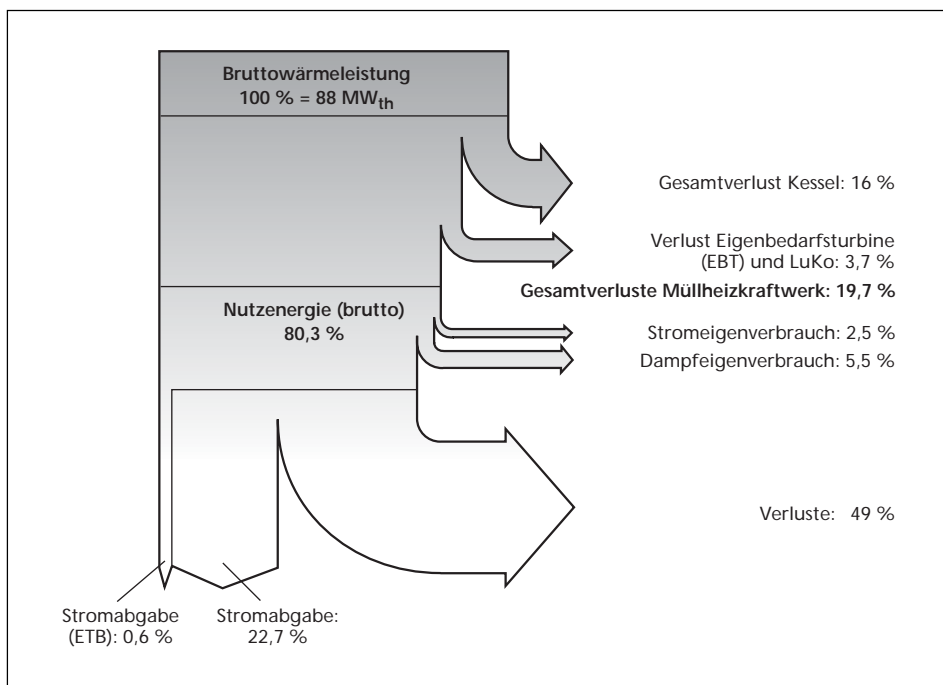 Bruttowärmeleistung
100 % = 88 MWth
Gesamtverlust Kessel: 16 %
Verlust Eigenbedarfsturbine
(EBT) und LuKo: 3,7 %
Gesamtverluste Müllheizkraftwerk: 19,7 %
Nutzenergie (brutto)
80,3 %
Stromeigenverbrauch: 2,5 %
Dampfeigenverbrauch: 5,5 %
Verluste: 49 %
Stromabgabe
(ETB): 0,6 %
Stromabgabe:
22,7 %